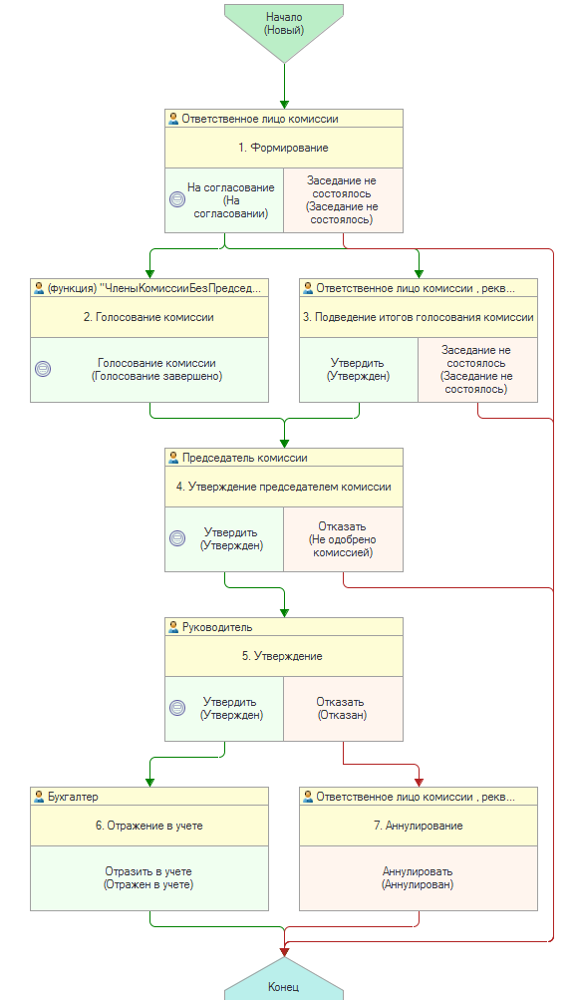 Начало
(Новый)
Ответственное лицо комиссии
1. Формирование
На согласование
(На
согласовании)
Заседание не
состоялось
(Заседание не
состоялось)
(функция) "ЧленыКомиссииБезПредсед...
2. Голосование комиссии
Голосование комиссии
(Голосование завершено)
Ответственное лицо комиссии , рекв...
3. Подведение итогов голосования комиссии
Утвердить
(Утвержден)
Заседание не
состоялось
(Заседание не
состоялось)
Председатель комиссии
4. Утверждение председателем комиссии
Утвердить
(Утвержден)
Отказать
(Не одобрено
комиссией)
Руководитель
5. Утверждение
Утвердить
(Утвержден)
Отказать
(Отказан)
Бухгалтер
6. Отражение в учете
Отразить в учете
(Отражен в учете)
Ответственное лицо комиссии , рекв...
7. Аннулирование
Аннулировать
(Аннулирован)
Конец